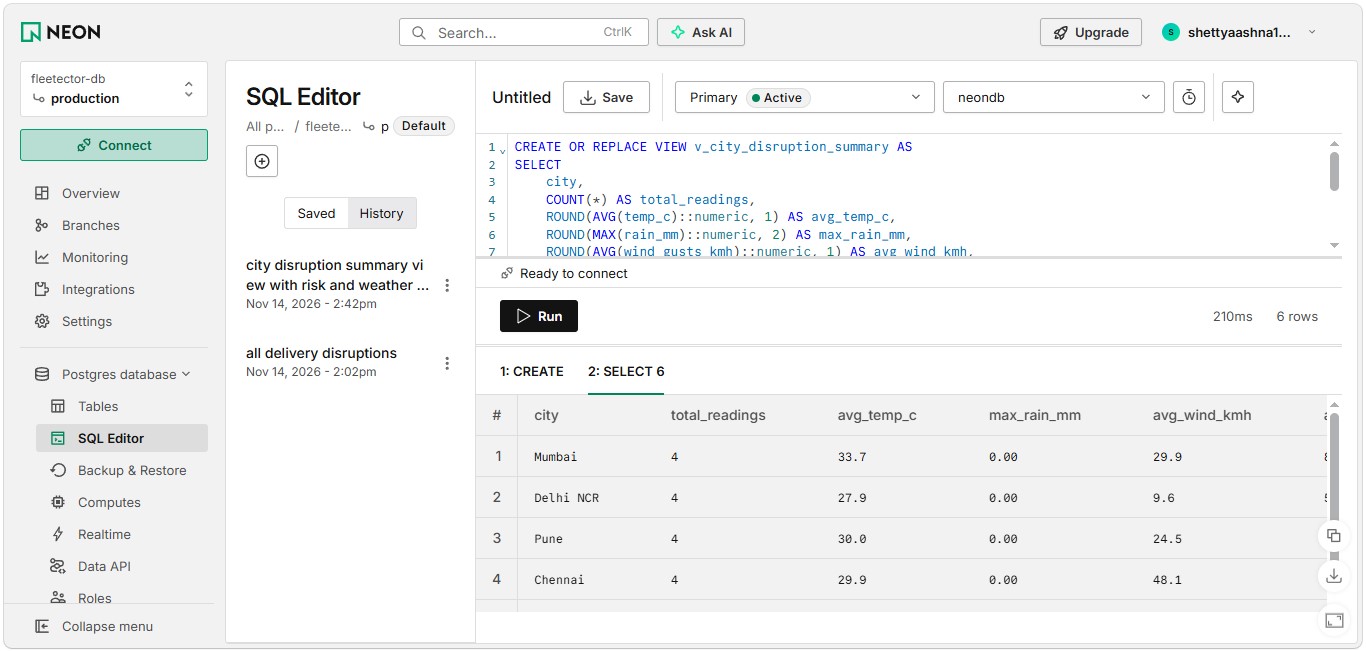 NEON
Search...
CtrlK
Ask AI
Upgrade
S
shettyaashna1...
fleetector-db
production
Connect
Overview
Branches
Monitoring
Integrations
Settings
Postgres database
Tables
SQL Editor
Backup & Restore
Computes
Realtime
Data API
Roles
Collapse menu
SQL Editor
All p... / fleete... p Default
Saved
History
city disruption summary vi
ew with risk and weather ...
Nov 14, 2026 - 2:42pm
all delivery disruptions
Nov 14, 2026 - 2:02pm
Untitled
Save
Primary Active
neondb
1 CREATE OR REPLACE VIEW v_city_disruption_summary AS
2 SELECT
3 city,
4 COUNT(*) AS total_readings,
5 ROUND(AVG(temp_c)::numeric, 1) AS avg_temp_c,
6 ROUND(MAX(rain_mm)::numeric, 2) AS max_rain_mm,
7 ROUND(AVG(wind_gusts_kmh)::numeric, 1) AS avg_wind_kmh,
Ready to connect
Run
210ms 6 rows
1: CREATE 2: SELECT 6
# city total_readings avg_temp_c max_rain_mm avg_wind_kmh
1 Mumbai 4 33.7 0.00 29.9
2 Delhi NCR 4 27.9 0.00 9.6
3 Pune 4 30.0 0.00 24.5
4 Chennai 4 29.9 0.00 48.1